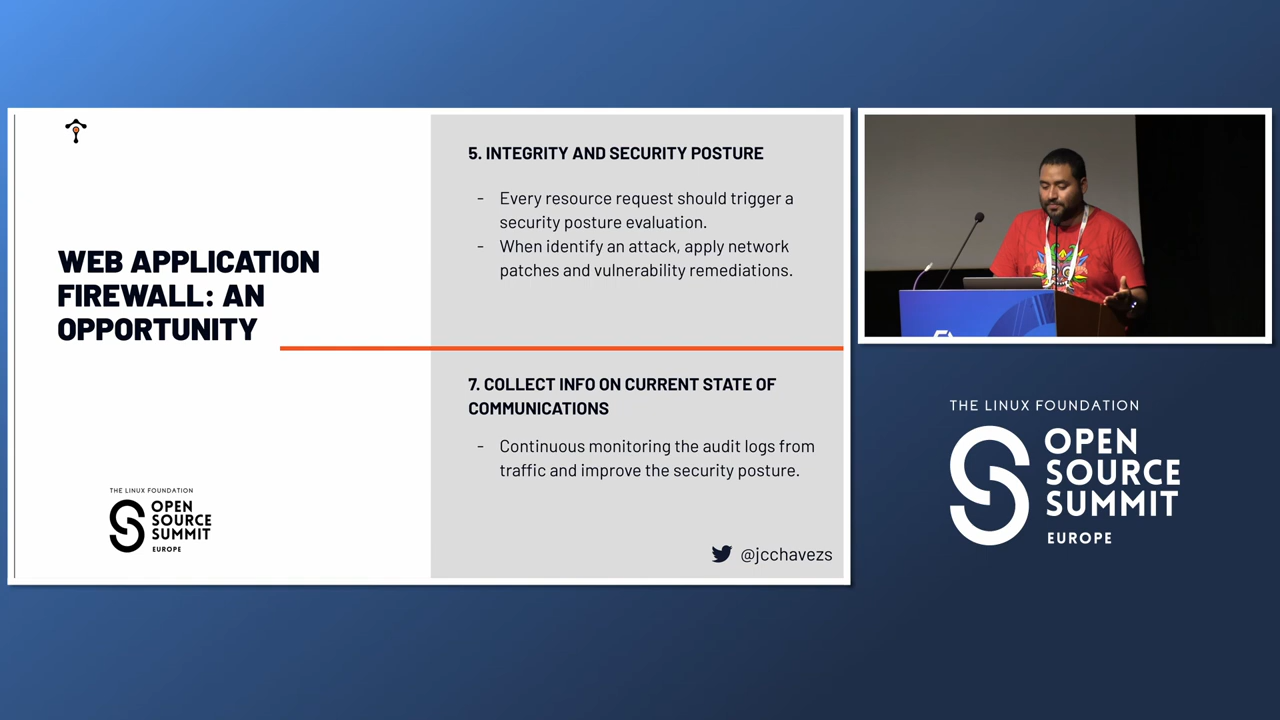 WEB APPLICATION
FIREWALL: AN
OPPORTUNITY
THE LINUX FOUNDATION
OPEN
SOURCE
SUMMIT
EUROPE
5. INTEGRITY AND SECURITY POSTURE
- Every resource request should trigger a
security posture evaluation.
- When identify an attack, apply network
patches and vulnerability remediations.
7. COLLECT INFO ON CURRENT STATE OF
COMMUNICATIONS
- Continuous monitoring the audit logs from
traffic and improve the security posture.
@jcchavezs
THE LINUX FOUNDATION
OPEN
SOURCE
SUMMIT
EUROPE